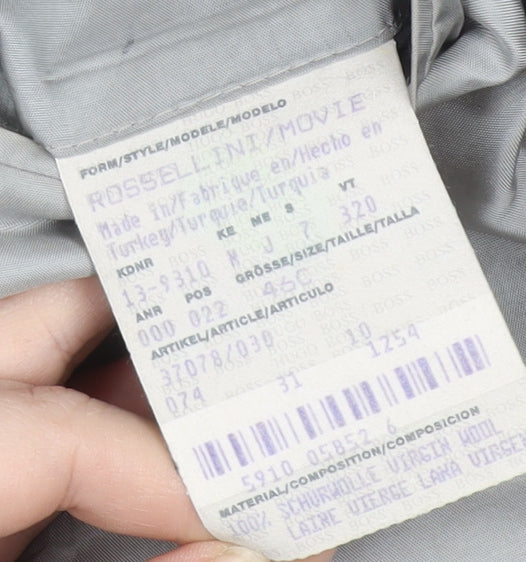 FORM/STYLE/MODELE/MODELO
ROSSELLINI/MOVIE
Made In/Fabrique en/Hecho en
Turkey/Turquie/Turquia
KDNR KE ME S VT
13-9310 M J 7 320
ANR POS GRÖSSE/SIZE/TAILLE/TALLA
000 022 46C
ARTIKEL/ARTICLE/ARTICULO
37078/030 10
074 31 1254
5910 05852 6
MATERIAL/COMPOSITION/COMPOSICION
100% SCHURWOLLE VIRGIN WOOL
LAINE VIERGE LANA VIRGEN